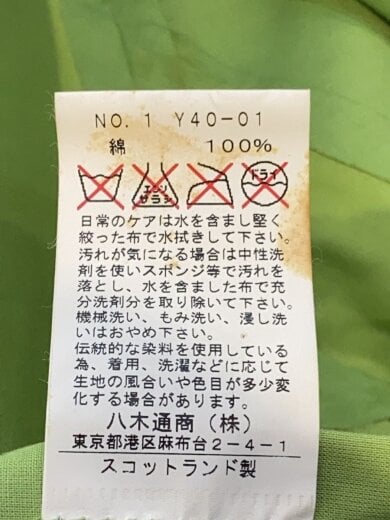 NO. 1 Y40-01
綿 100%
エンソ サラシ ドライ
日常のケアは水を含まし堅く
絞った布で水拭きして下さい。
汚れが気になる場合は中性洗
剤を使いスポンジ等で汚れを
落とし、水を含ました布で充
分洗剤分を取り除いて下さい。
機械洗い、もみ洗い、浸し洗
いはおやめ下さい。
伝統的な染料を使用している
為、着用、洗濯などに応じて
生地の風合いや色目が多少変
化する場合があります。
八木通商（株）
東京都港区麻布台2-4-1
スコットランド製